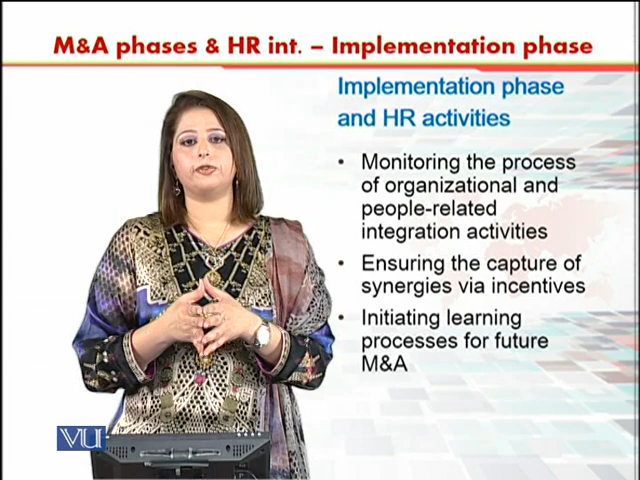 M&A phases & HR int. – Implementation phase
Implementation phase
and HR activities
• Monitoring the process
of organizational and
people-related
integration activities
• Ensuring the capture of
synergies via incentives
• Initiating learning
processes for future
M&A
VU